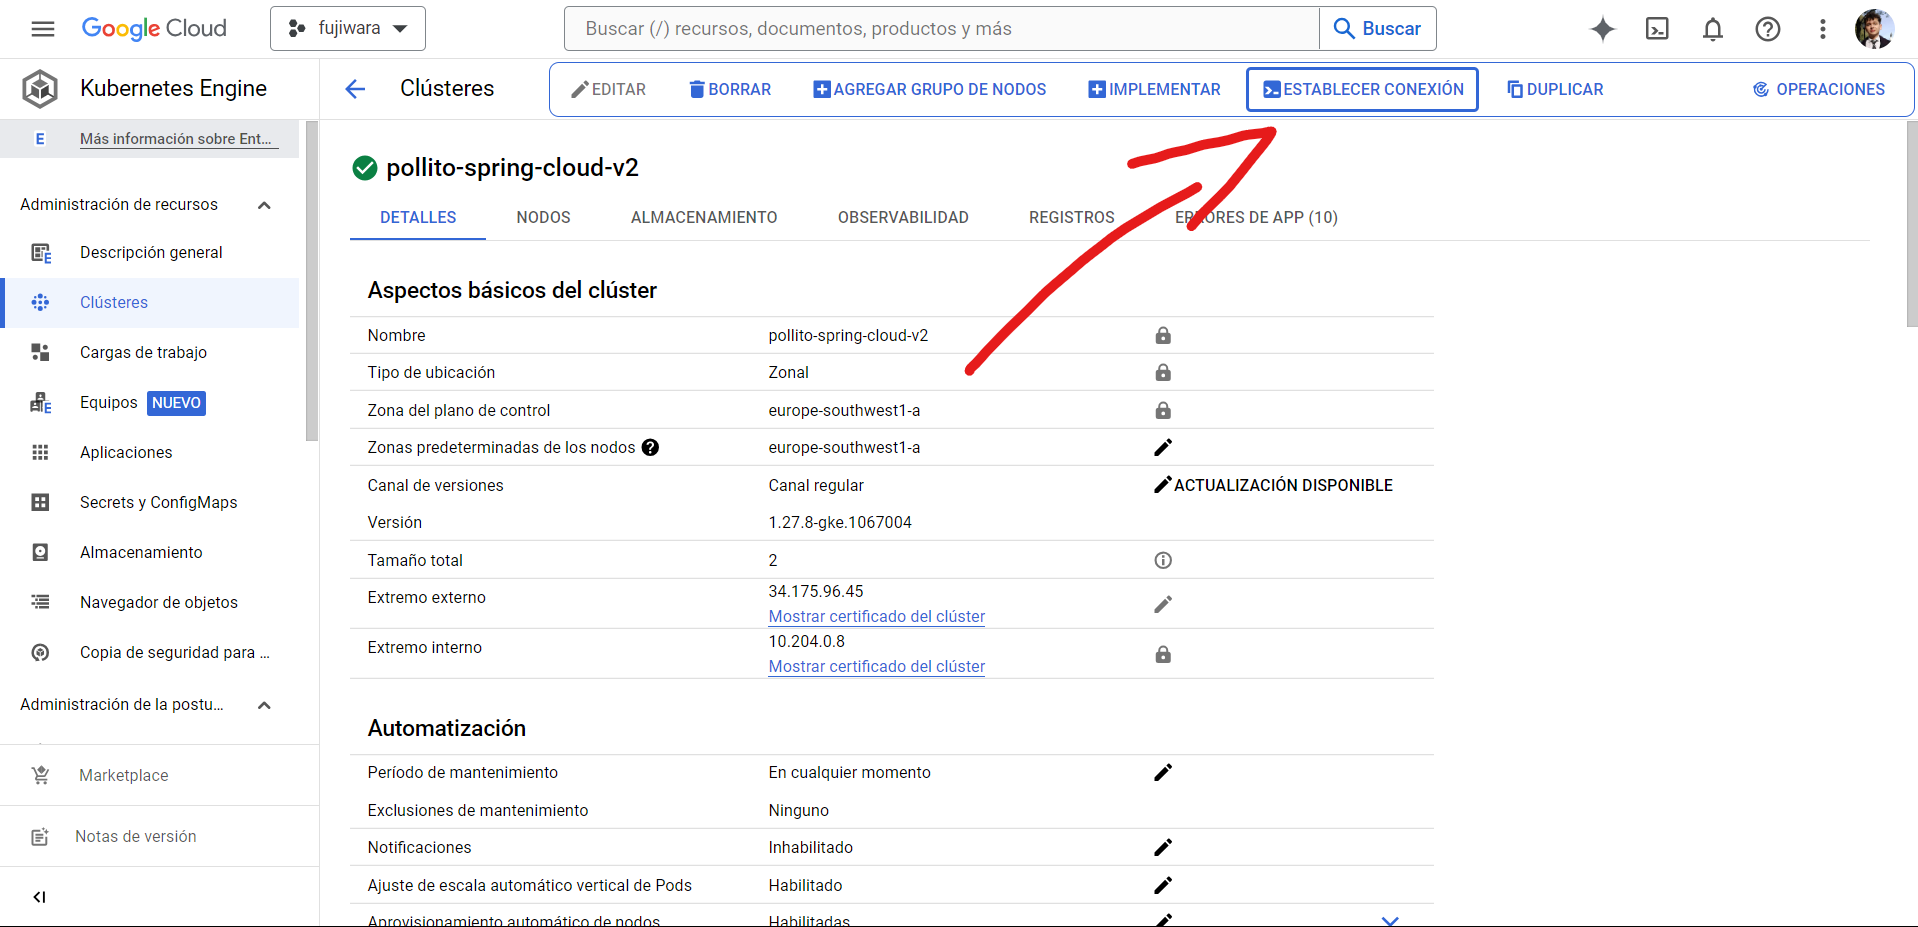 Google Cloud
fujiwara
Buscar (/) recursos, documentos, productos y más
Buscar
Kubernetes Engine
Clústeres
EDITAR
BORRAR
AGREGAR GRUPO DE NODOS
IMPLEMENTAR
ESTABLECER CONEXIÓN
DUPLICAR
OPERACIONES
E
Más información sobre Ent...
Administración de recursos
Descripción general
Clústeres
Cargas de trabajo
Equipos NUEVO
Aplicaciones
Secrets y ConfigMaps
Almacenamiento
Navegador de objetos
Copia de seguridad para ...
Administración de la postu...
Marketplace
Notas de versión
pollito-spring-cloud-v2
DETALLES
NODOS
ALMACENAMIENTO
OBSERVABILIDAD
REGISTROS
ERRORES DE APP (10)
Aspectos básicos del clúster
Nombre pollito-spring-cloud-v2
Tipo de ubicación Zonal
Zona del plano de control europe-southwest1-a
Zonas predeterminadas de los nodos europe-southwest1-a
Canal de versiones Canal regular ACTUALIZACIÓN DISPONIBLE
Versión 1.27.8-gke.1067004
Tamaño total 2
Extremo externo 34.175.96.45
Mostrar certificado del clúster
Extremo interno 10.204.0.8
Mostrar certificado del clúster
Automatización
Período de mantenimiento En cualquier momento
Exclusiones de mantenimiento Ninguno
Notificaciones Inhabilitado
Ajuste de escala automático vertical de Pods Habilitado
Aprovisionamiento automático de nodos Habilitadas